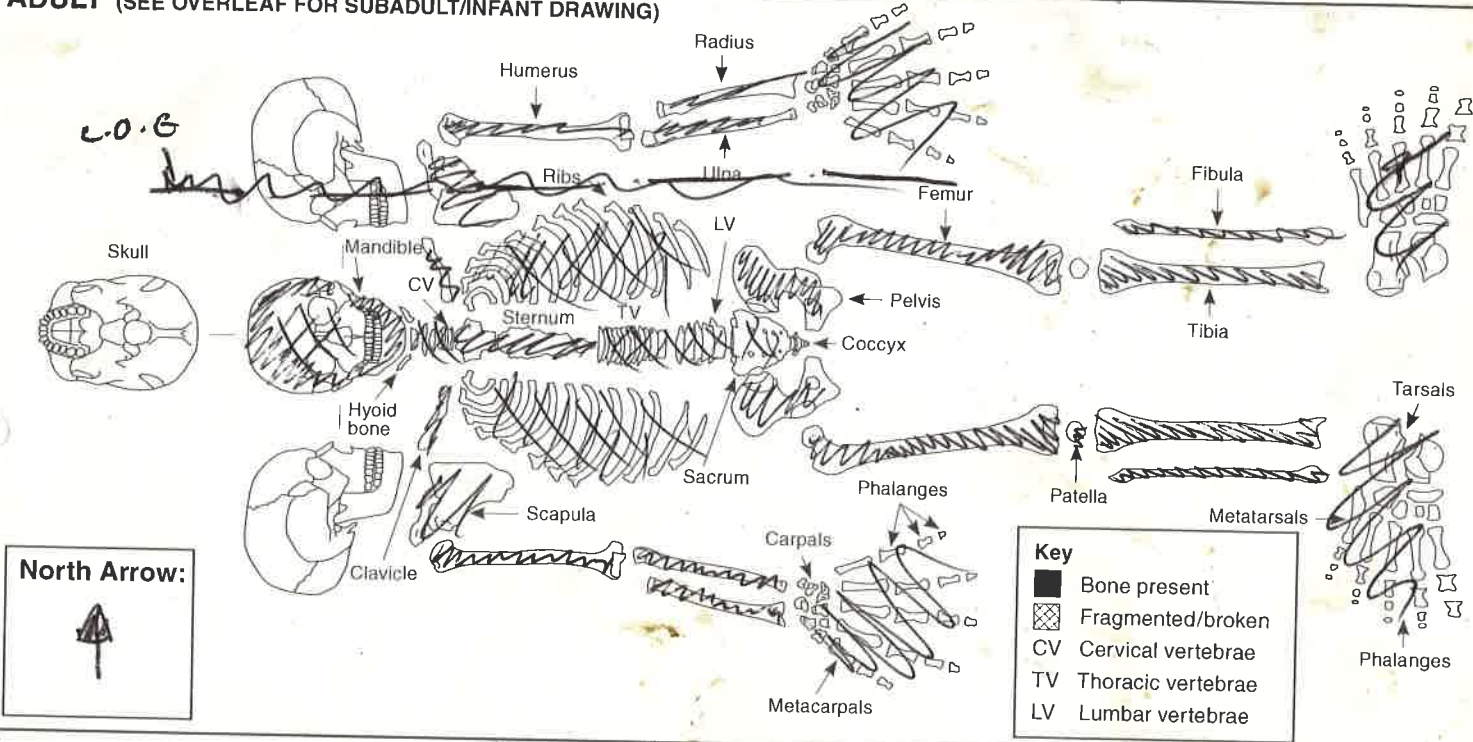 ADULT (SEE OVERLEAF FOR SUBADULT/INFANT DRAWING)
Radius
Humerus
L.O.G
Ribs
Ulna
Femur
Fibula
LV
Skull
Mandible
CV
Sternum
TV
Pelvis
Coccyx
Tibia
Hyoid
bone
Sacrum
Phalanges
Patella
Tarsals
Metatarsals
Scapula
Carpals
Clavicle
Metacarpals
Phalanges
North Arrow:
Key
Bone present
Fragmented/broken
CV Cervical vertebrae
TV Thoracic vertebrae
LV Lumbar vertebrae